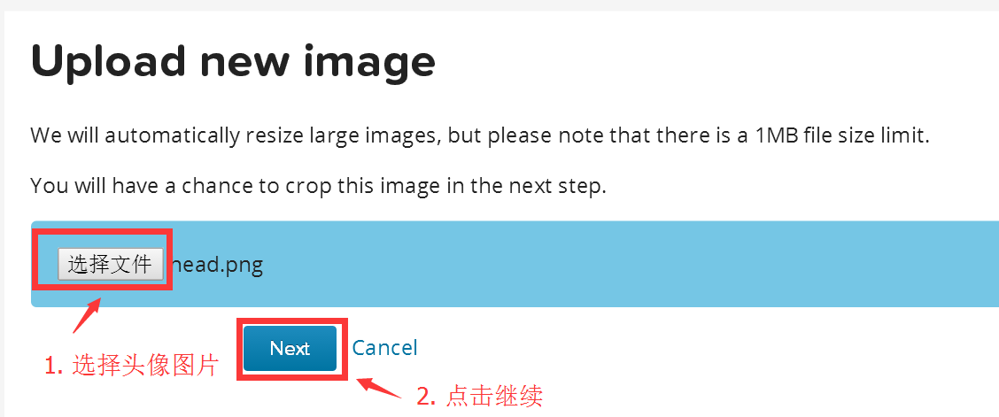 Upload new image
We will automatically resize large images, but please note that there is a 1MB file size limit.
You will have a chance to crop this image in the next step.
选择文件 head.png
Next Cancel
1. 选择头像图片
2. 点击继续